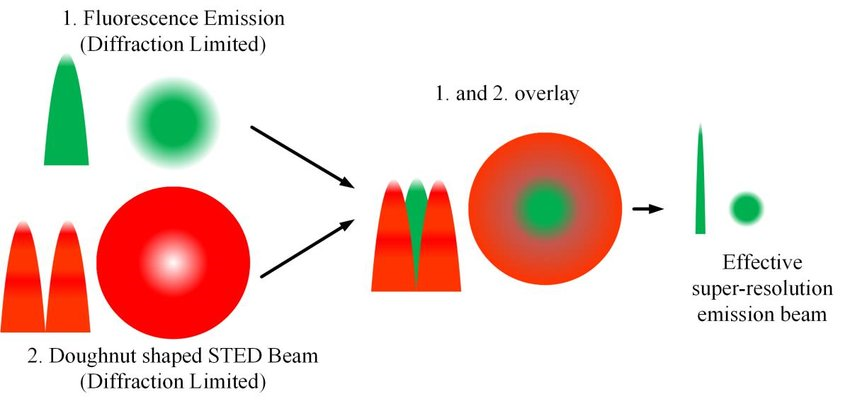 1. Fluorescence Emission
(Diffraction Limited)
1. and 2. overlay
Effective
super-resolution
emission beam
2. Doughnut shaped STED Beam
(Diffraction Limited)